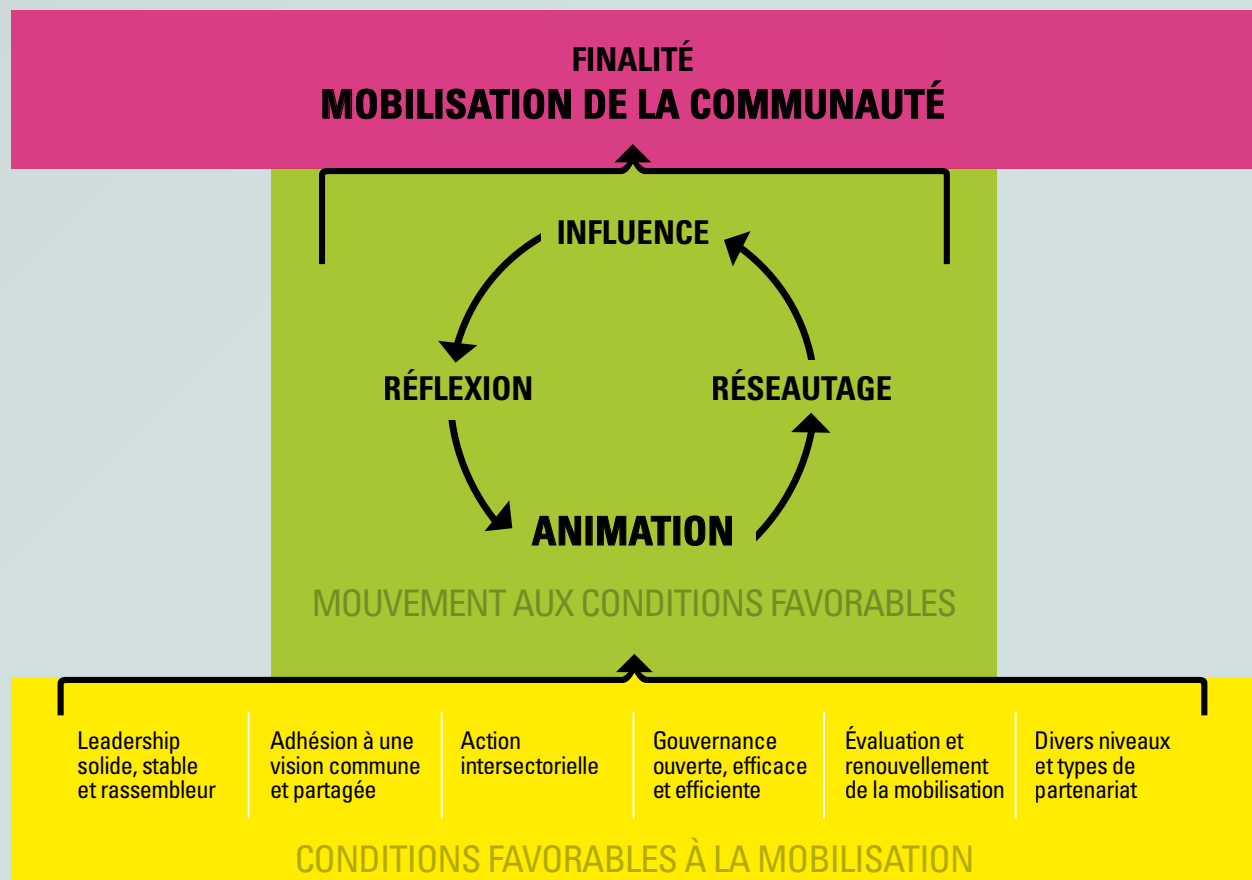 FINALITÉ
MOBILISATION DE LA COMMUNAUTÉ
INFLUENCE
RÉFLEXION
RÉSEAUTAGE
ANIMATION
MOUVEMENT AUX CONDITIONS FAVORABLES
Leadership
solide, stable
et rassembleur
Adhésion à une
vision commune
et partagée
Action
intersectorielle
Gouvernance
ouverte, efficace
et efficiente
Évaluation et
renouvellement
de la mobilisation
Divers niveaux
et types de
partenariat
CONDITIONS FAVORABLES À LA MOBILISATION